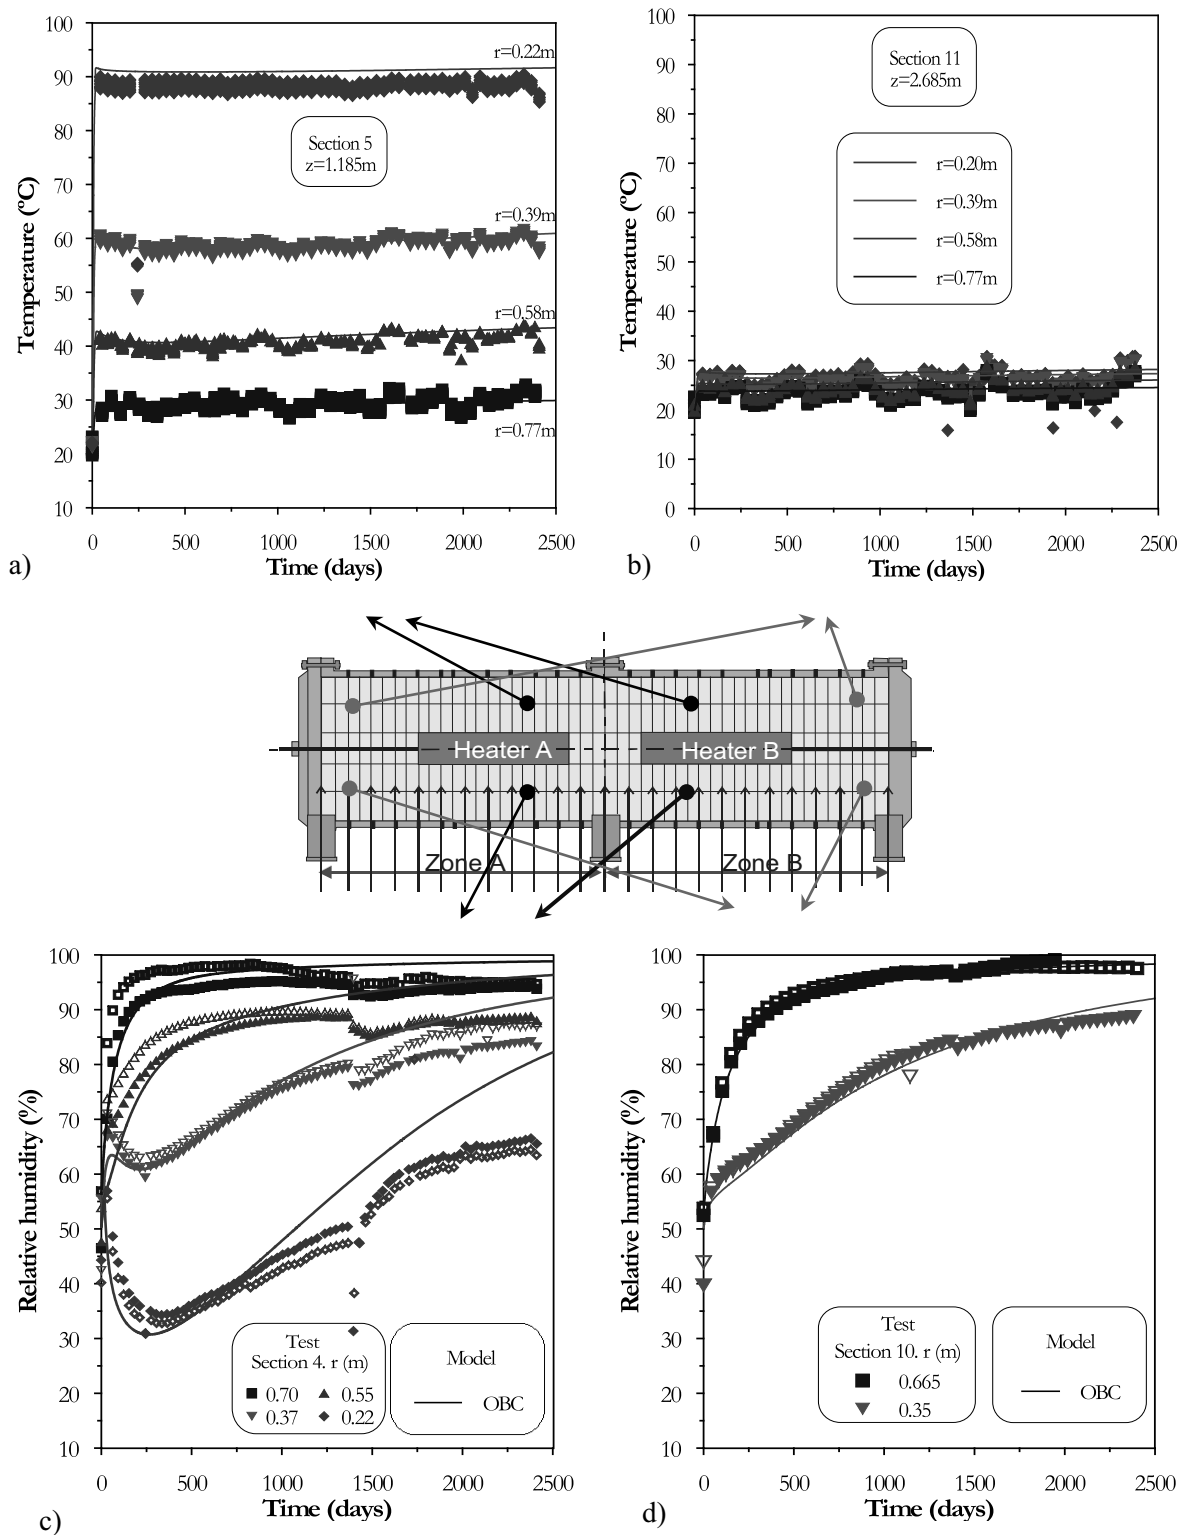 100
90
80
70
60
50
40
30
20
10
Temperature (ºC)
r=0.22m
Section 5
z=1.185m
r=0.39m
r=0.58m
r=0.77m
0 500 1000 1500 2000 2500
Time (days)
a)
100
90
80
70
60
50
40
30
20
10
0
Temperature (ºC)
Section 11
z=2.685m
r=0.20m
r=0.39m
r=0.58m
r=0.77m
0 500 1000 1500 2000 2500
Time (days)
b)
Heater A
Heater B
Zone A
Zone B
100
90
80
70
60
50
40
30
20
10
Relative humidity (%)
Test
Section 4. r (m)
0.70 0.55
0.37 0.22
Model
OBC
0 500 1000 1500 2000 2500
Time (days)
c)
100
90
80
70
60
50
40
30
20
10
Relative humidity (%)
Test
Section 10. r (m)
0.665
0.35
Model
OBC
0 500 1000 1500 2000 2500
Time (days)
d)